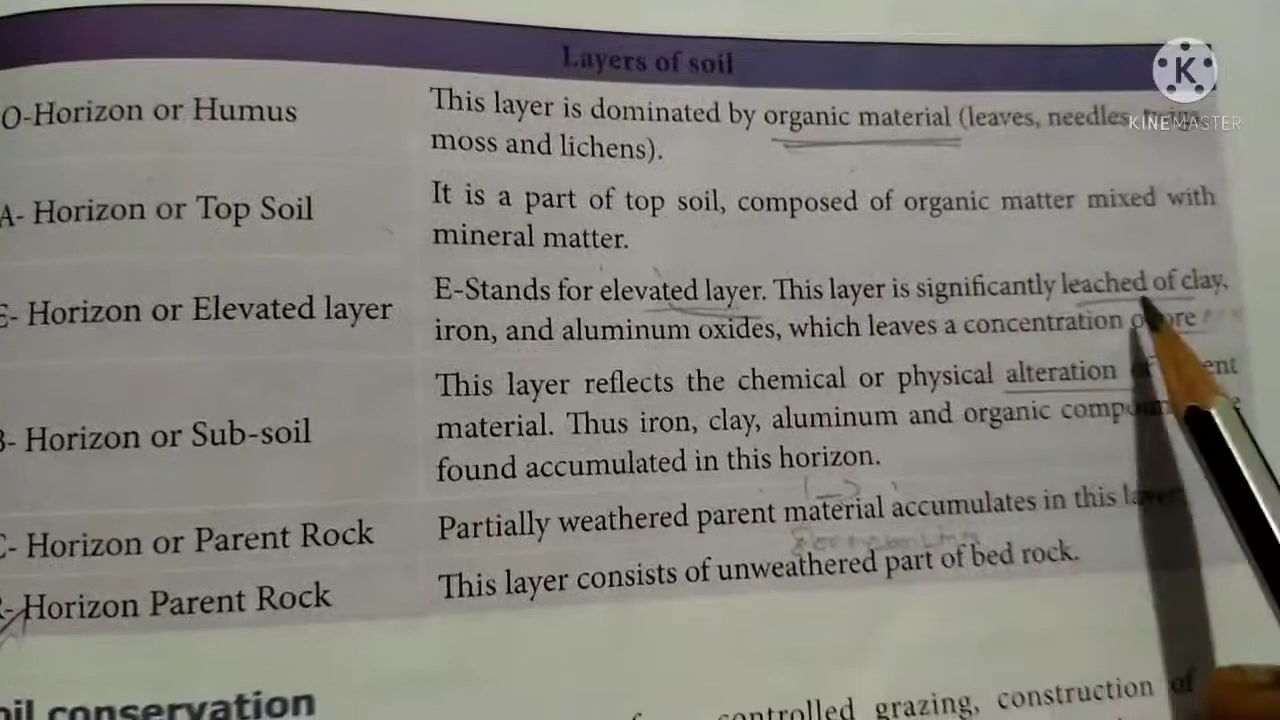 Layers of soil
O-Horizon or Humus
This layer is dominated by organic material (leaves, needles,
moss and lichens).
A- Horizon or Top Soil
It is a part of top soil, composed of organic matter mixed with
mineral matter.
E- Horizon or Elevated layer
E-Stands for elevated layer. This layer is significantly leached of clay,
iron, and aluminum oxides, which leaves a concentration
B- Horizon or Sub-soil
This layer reflects the chemical or physical alteration
material. Thus iron, clay, aluminum and organic
found accumulated in this horizon.
C- Horizon or Parent Rock
Partially weathered parent material accumulates in this
R- Horizon Parent Rock
This layer consists of unweathered part of bed rock.
oil conservation
controlled grazing, construction of
K
KINEMASTER